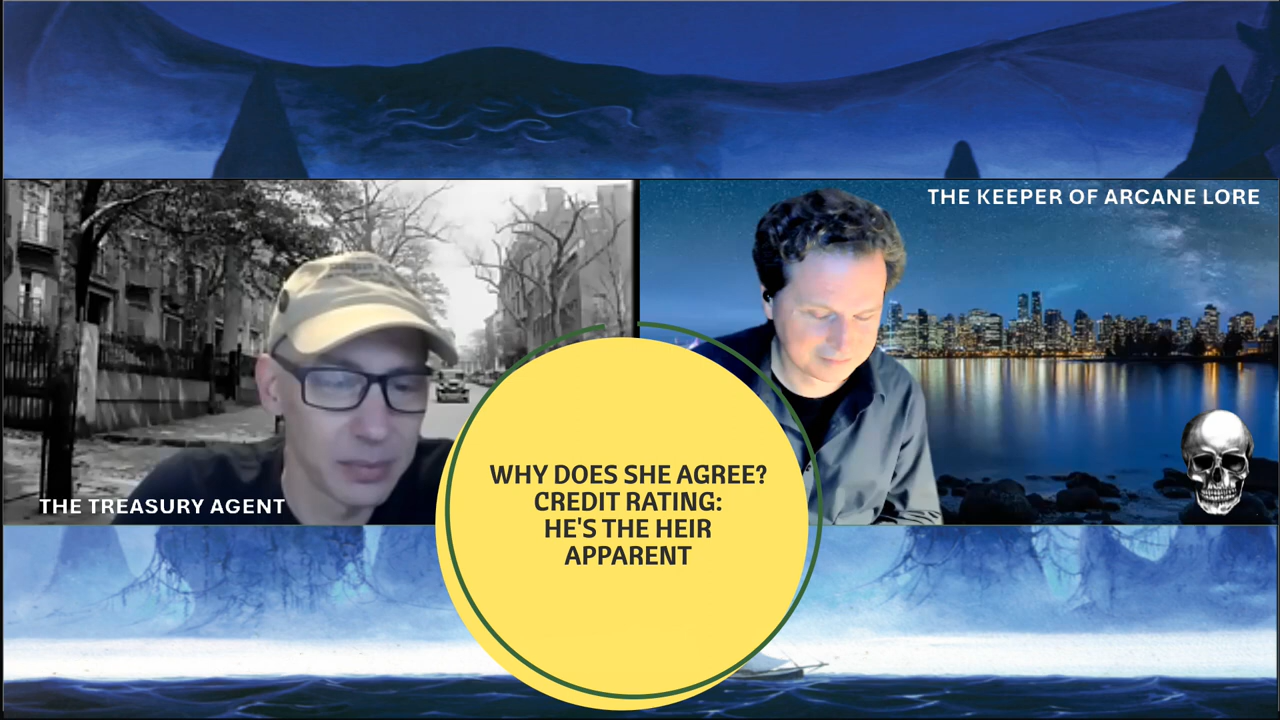 THE KEEPER OF ARCANE LORE
THE TREASURY AGENT
WHY DOES SHE AGREE?
CREDIT RATING:
HE'S THE HEIR
APPARENT